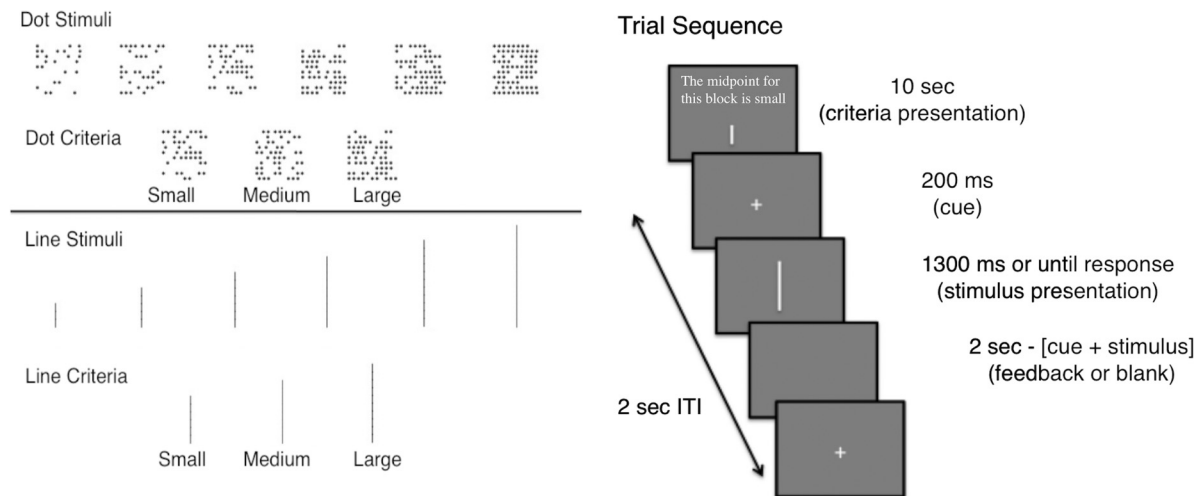 Dot Stimuli
Dot Criteria
Small Medium Large
Line Stimuli
Line Criteria
Small Medium Large
Trial Sequence
The midpoint for
this block is small
10 sec
(criteria presentation)
200 ms
(cue)
1300 ms or until response
(stimulus presentation)
2 sec - [cue + stimulus]
(feedback or blank)
2 sec ITI